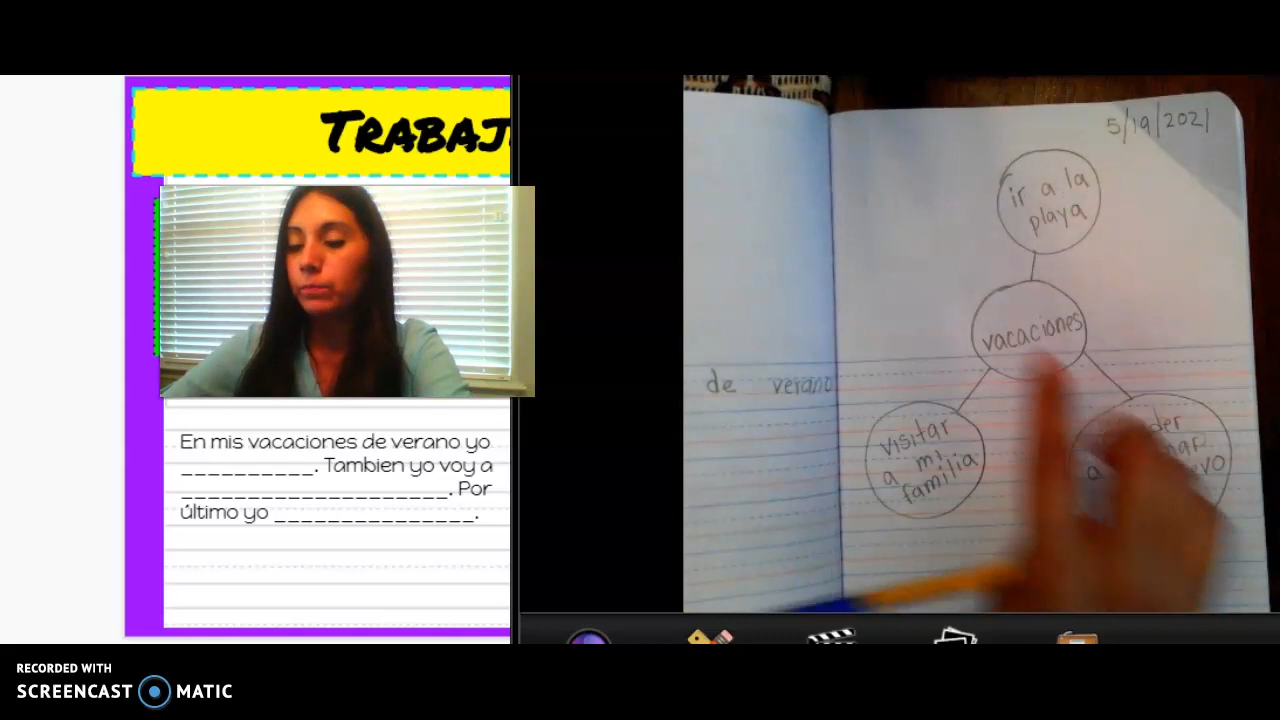 TRABAJ
En mis vacaciones de verano yo
__________. Tambien yo voy a
____________________. Por
último yo _______________.
5/19/2021
ir a la
playa
vacaciones
de verano
visitar
a mi
familia
a
RECORDED WITH
SCREENCAST MATIC